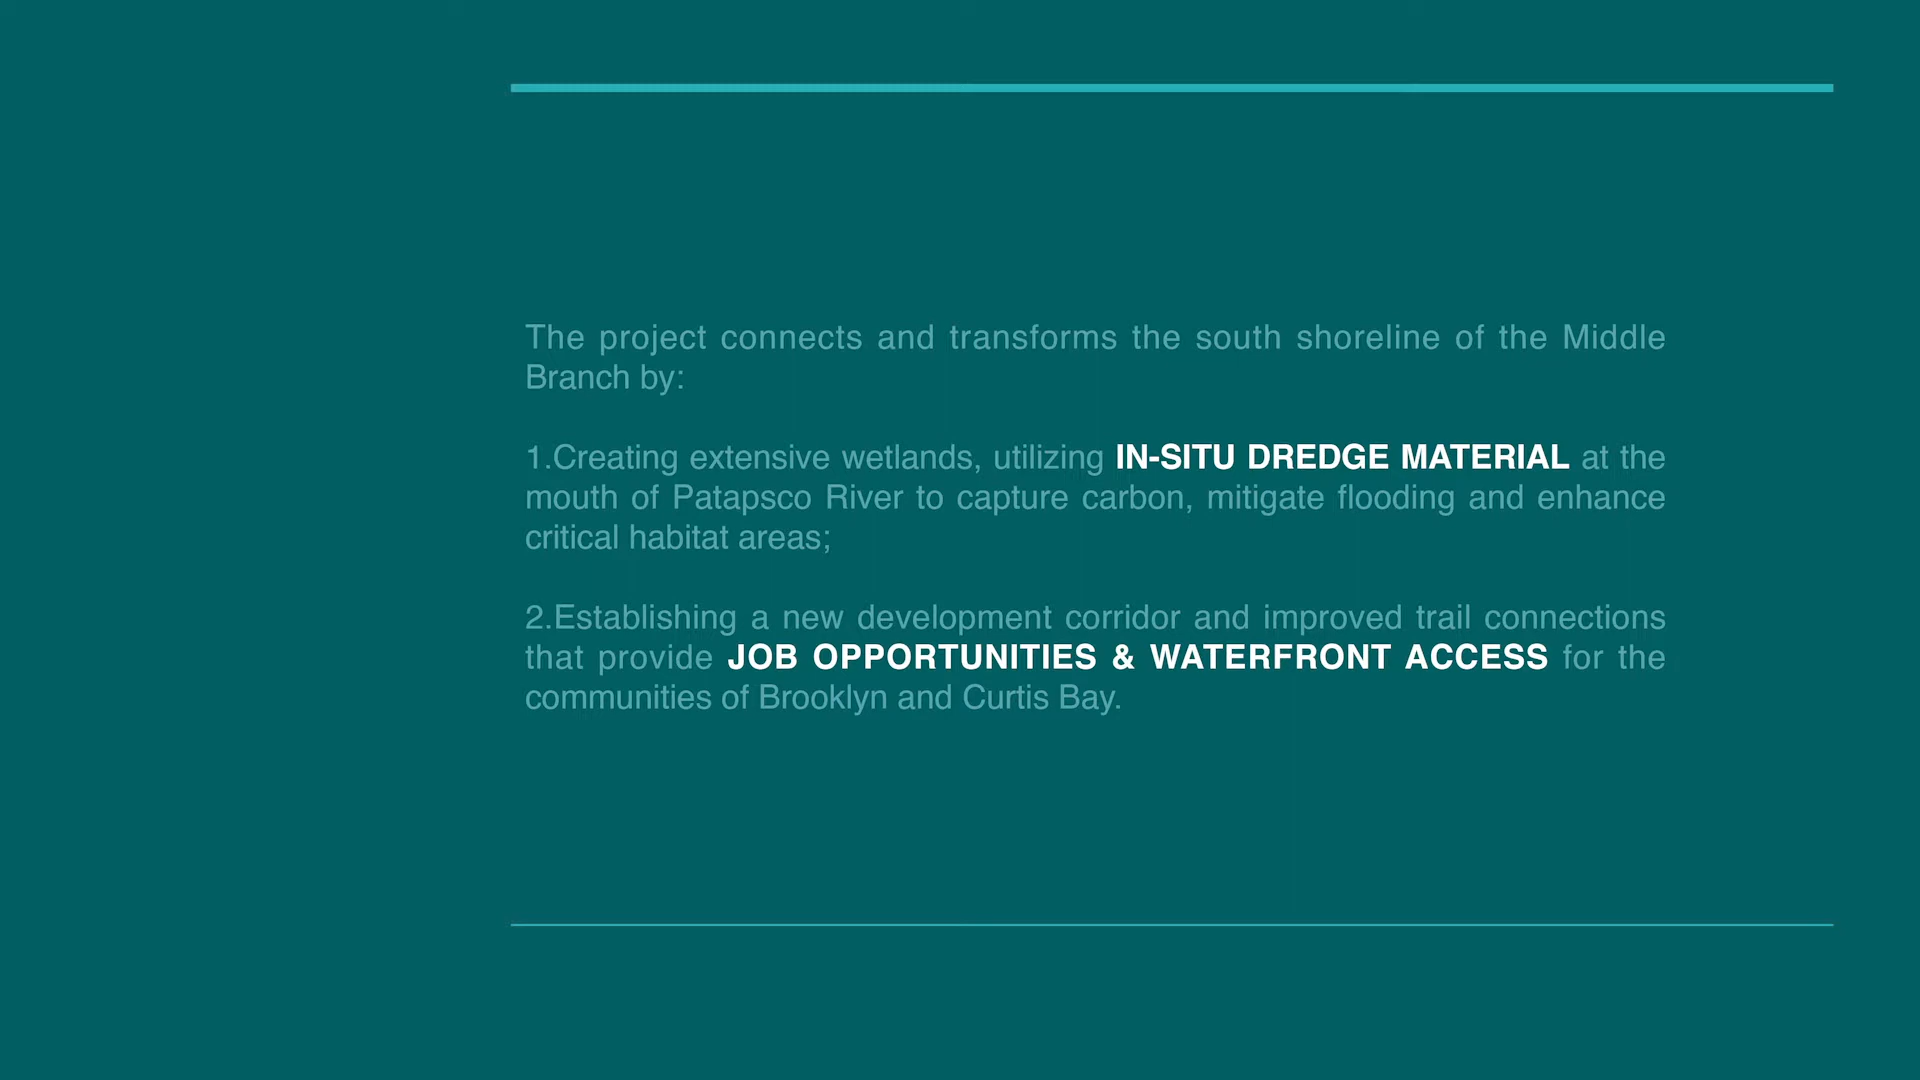 The project connects and transforms the south shoreline of the Middle
Branch by:
1.Creating extensive wetlands, utilizing IN-SITU DREDGE MATERIAL at the
mouth of Patapsco River to capture carbon, mitigate flooding and enhance
critical habitat areas;
2.Establishing a new development corridor and improved trail connections
that provide JOB OPPORTUNITIES & WATERFRONT ACCESS for the
communities of Brooklyn and Curtis Bay.